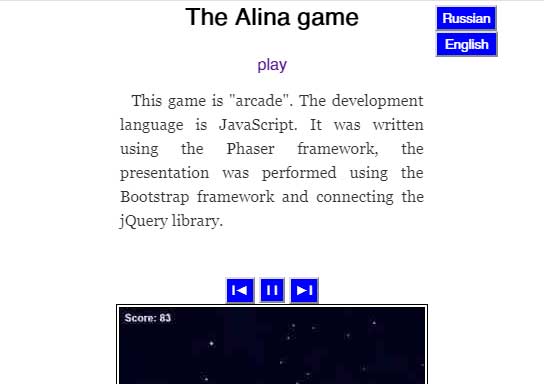 The Alina game
Russian
English
play
This game is "arcade". The development
language is JavaScript. It was written
using the Phaser framework, the
presentation was performed using the
Bootstrap framework and connecting the
jQuery library.
Score: 83